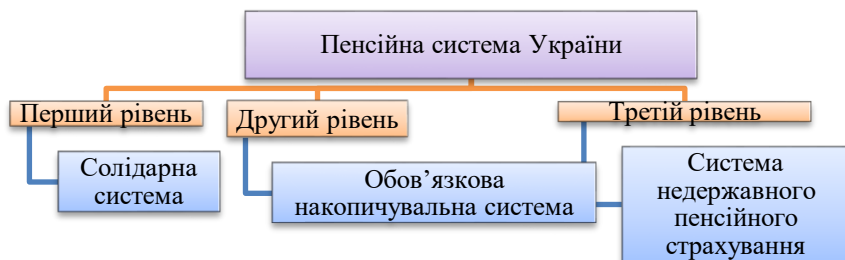 Пенсійна система України
Перший рівень
Другий рівень
Третій рівень
Солідарна
система
Обов’язкова
накопичувальна система
Система
недержавного
пенсійного
страхування